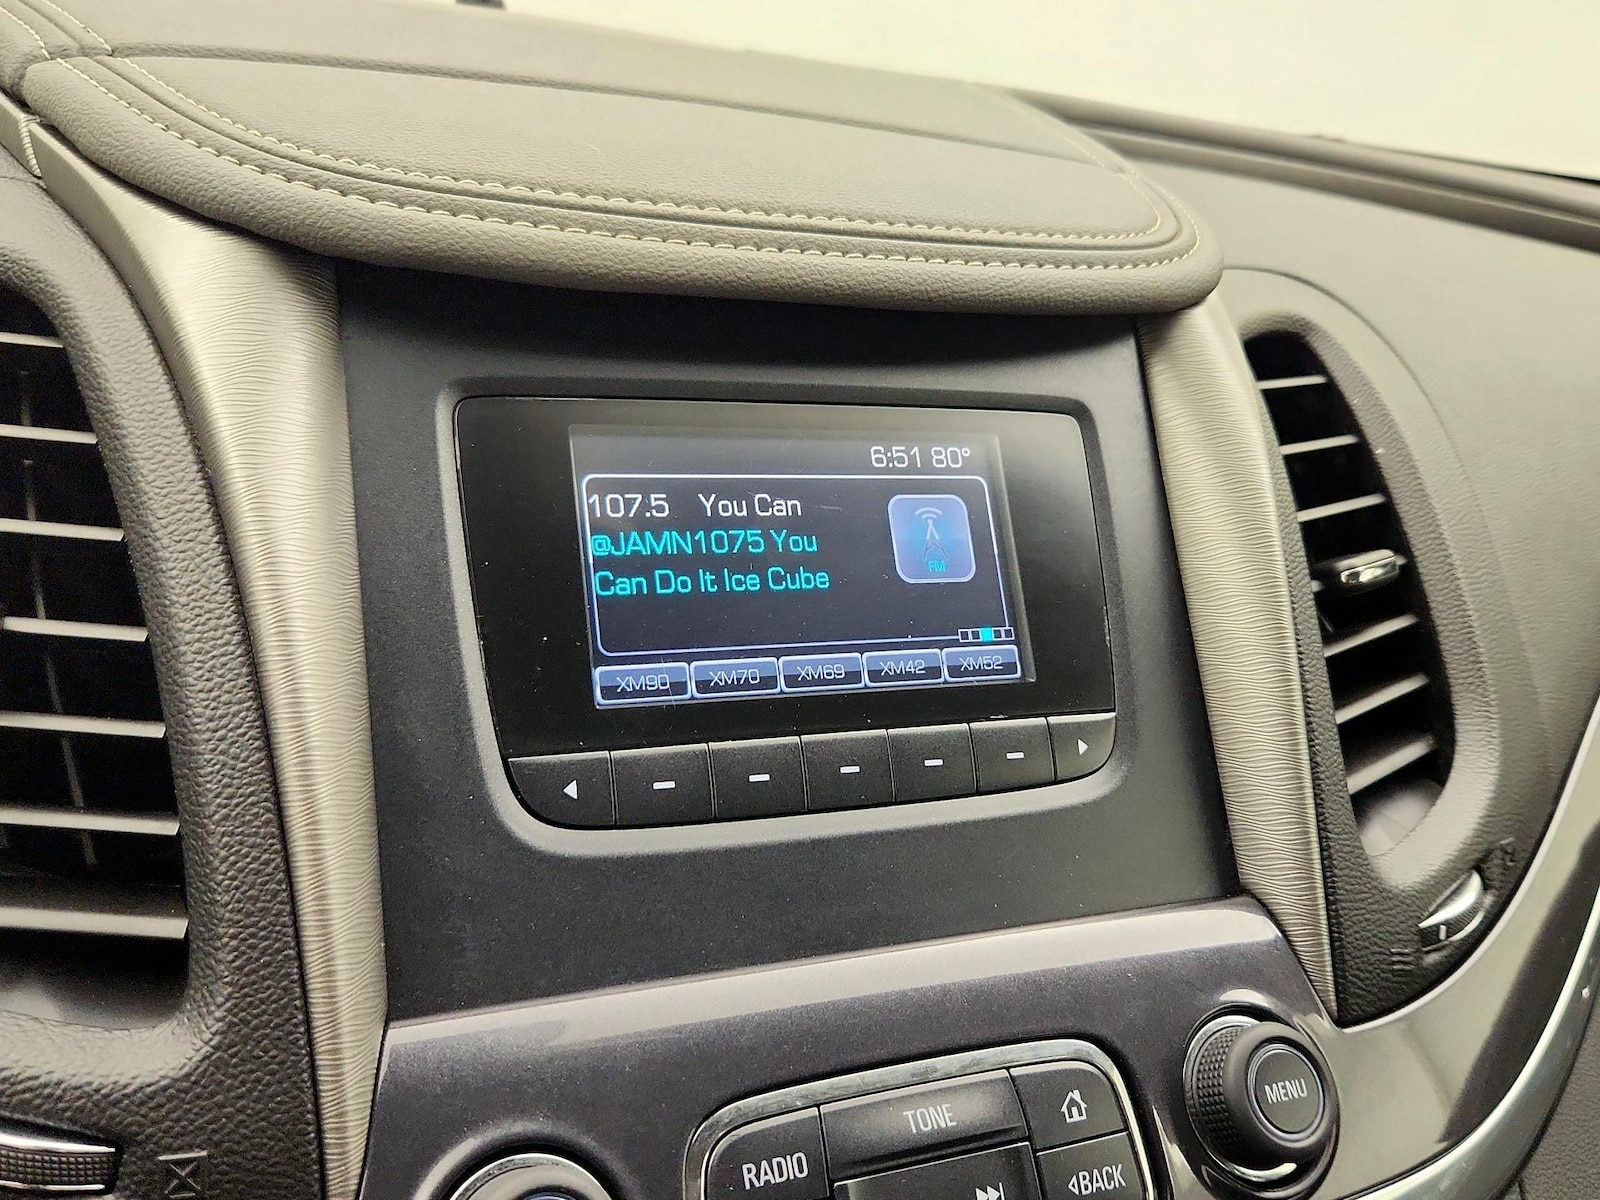 6:51 80°
107.5 You Can
@JAMN1075 You
Can Do It Ice Cube
FM
XM90 XM70 XM69 XM42 XM52
TONE
RADIO
MENU
BACK